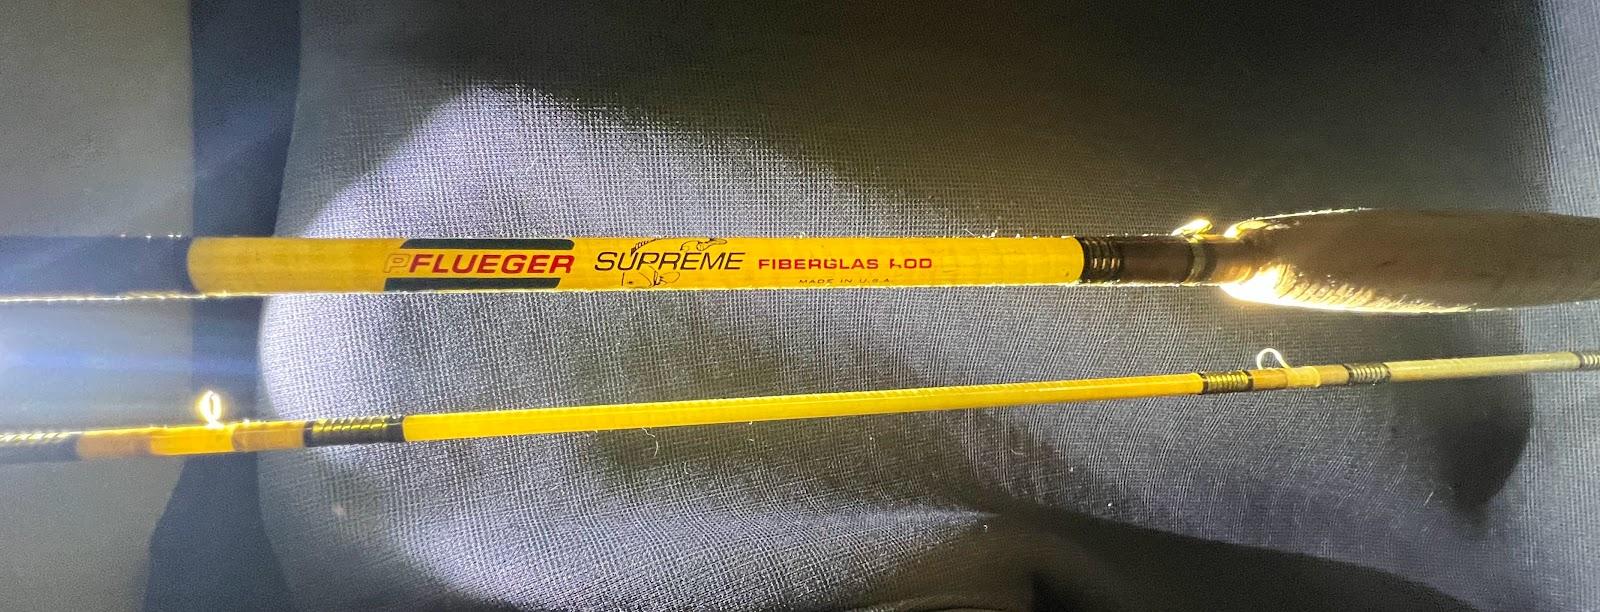 PFLUEGER SUPREME FIBERGLAS ROD
MADE IN U.S.A.